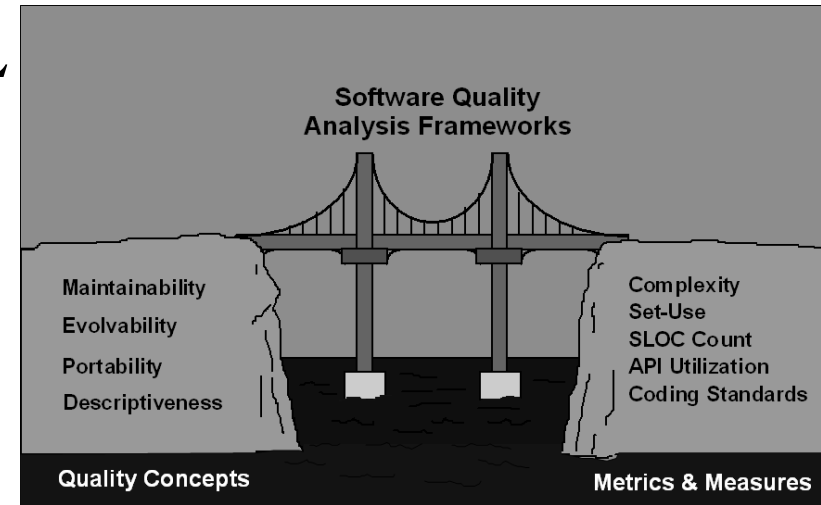 Software Quality
Analysis Frameworks
Maintainability
Evolvability
Portability
Descriptiveness
Complexity
Set-Use
SLOC Count
API Utilization
Coding Standards
Quality Concepts
Metrics & Measures